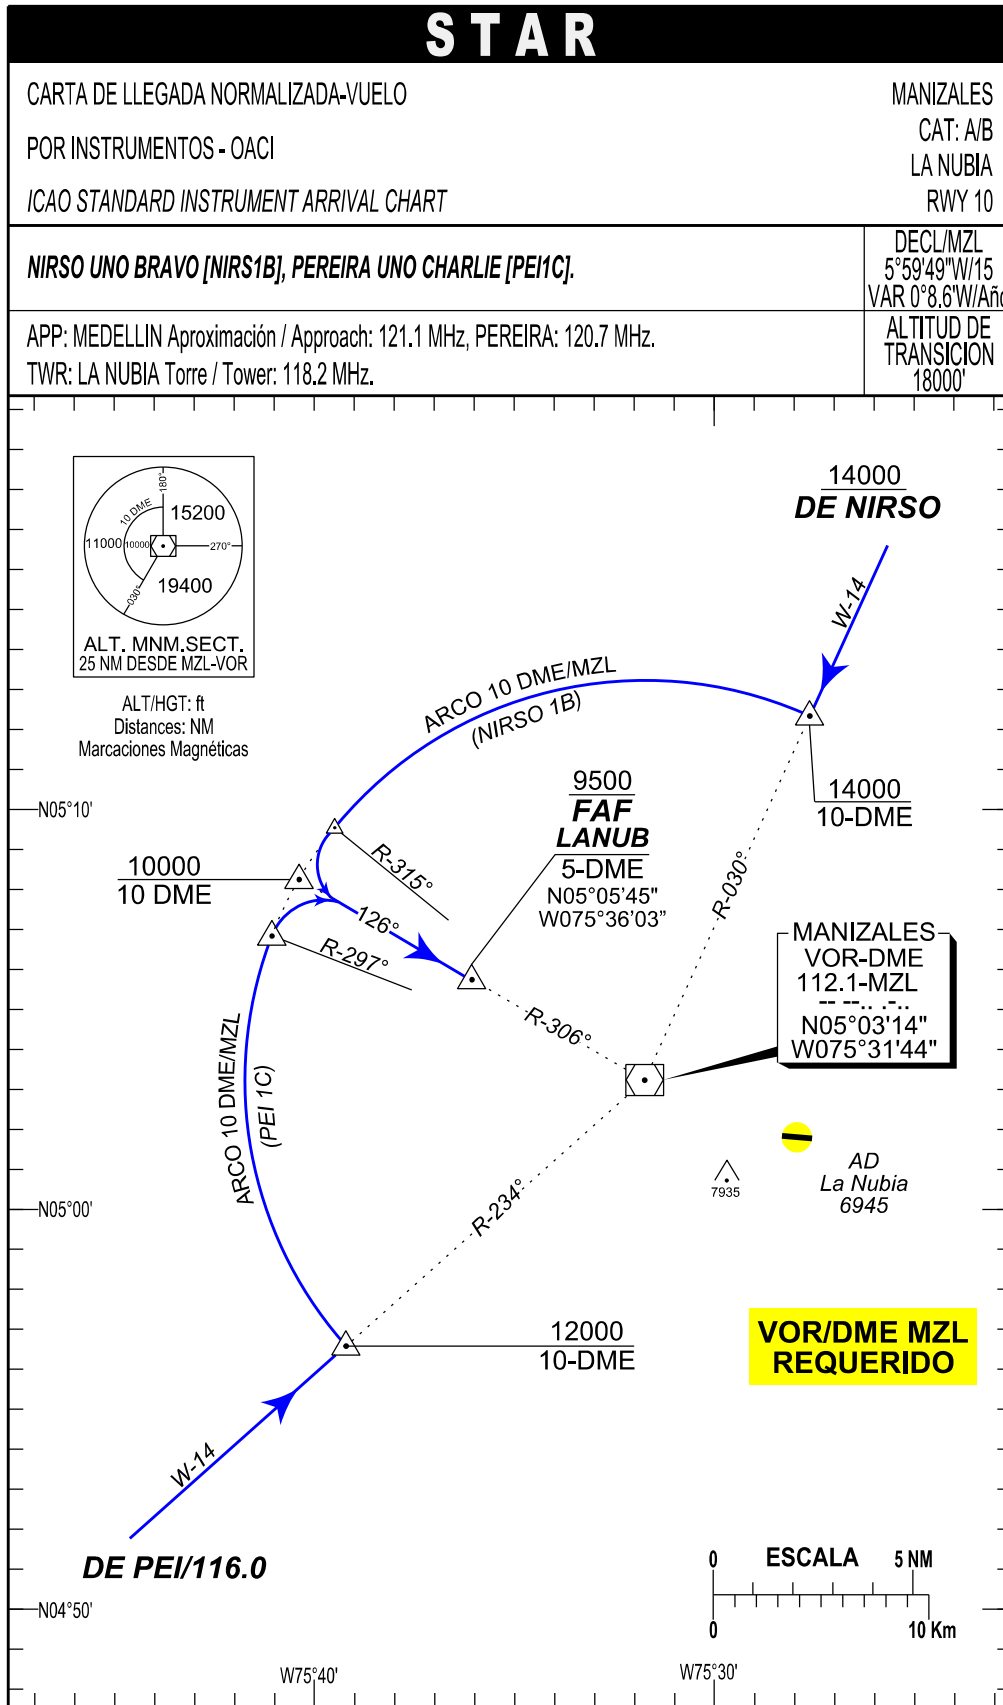 STAR
CARTA DE LLEGADA NORMALIZADA-VUELO
POR INSTRUMENTOS - OACI
ICAO STANDARD INSTRUMENT ARRIVAL CHART
MANIZALES
CAT: A/B
LA NUBIA
RWY 10
NIRSO UNO BRAVO [NIRS1B], PEREIRA UNO CHARLIE [PEI1C].
DECL/MZL
5°59'49"W/15
VAR 0°8.6'W/Año
APP: MEDELLIN Aproximación / Approach: 121.1 MHz, PEREIRA: 120.7 MHz.
TWR: LA NUBIA Torre / Tower: 118.2 MHz.
ALTITUD DE
TRANSICION
18000'
180°
10 DME
15200
11000
10000
270°
030°
19400
ALT. MNM.SECT.
25 NM DESDE MZL-VOR
ALT/HGT: ft
Distances: NM
Marcaciones Magnéticas
14000
DE NIRSO
W-14
ARCO 10 DME/MZL
(NIRSO 1B)
14000
10-DME
N05°10'
9500
FAF
LANUB
5-DME
N05°05'45"
W075°36'03"
10000
10 DME
R-315°
126°
R-297°
R-030°
R-306°
MANIZALES
VOR-DME
112.1-MZL
-- --.. .-..
N05°03'14"
W075°31'44"
ARCO 10 DME/MZL
(PEI 1C)
R-234°
7935
AD
La Nubia
6945
N05°00'
12000
10-DME
VOR/DME MZL
REQUERIDO
W-14
DE PEI/116.0
0 ESCALA 5 NM
0 10 Km
N04°50'
W75°40'
W75°30'